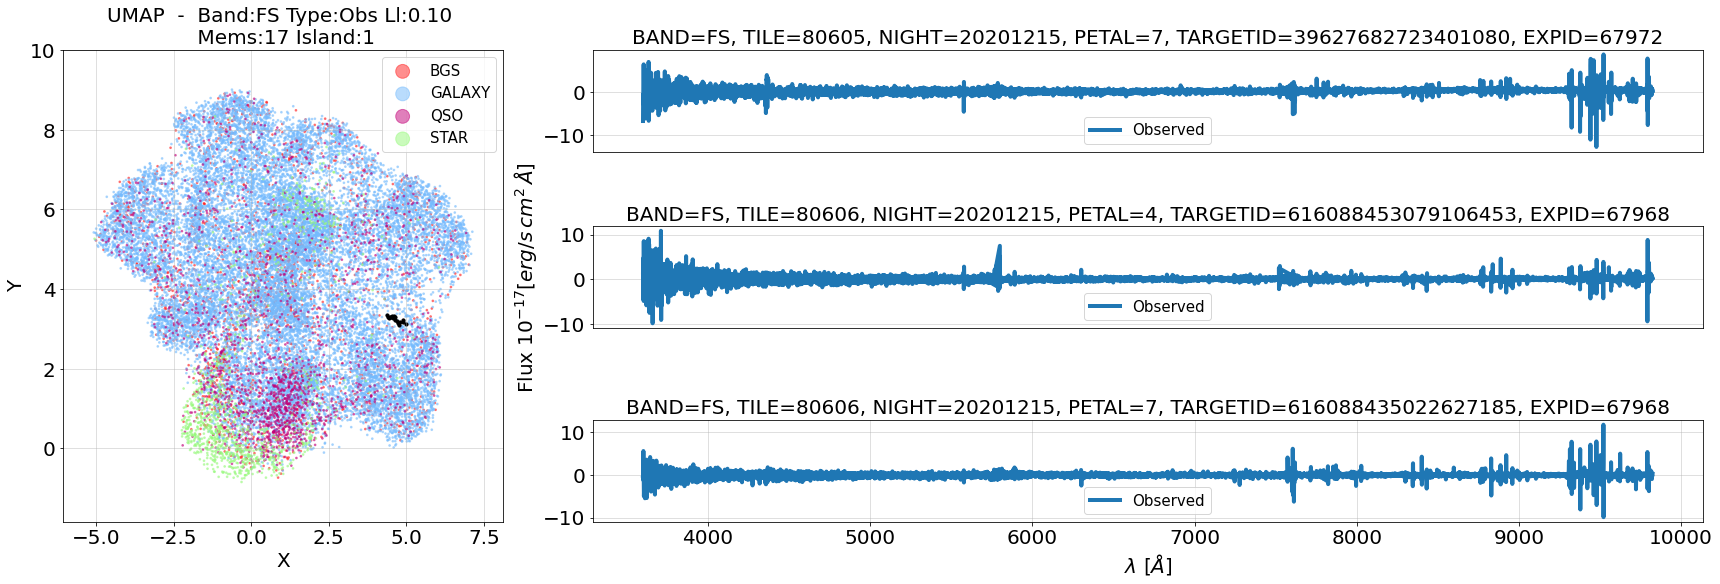 UMAP - Band:FS Type:Obs Ll:0.10
Mems:17 Island:1
10
8
6
4
2
0
Y
−5.0 −2.5 0.0 2.5 5.0 7.5
X
BGS
GALAXY
QSO
STAR
Flux 10−17[erg/s cm2 Å]
BAND=FS, TILE=80605, NIGHT=20201215, PETAL=7, TARGETID=39627682723401080, EXPID=67972
0
−10
Observed
BAND=FS, TILE=80606, NIGHT=20201215, PETAL=4, TARGETID=616088453079106453, EXPID=67968
10
0
−10
Observed
BAND=FS, TILE=80606, NIGHT=20201215, PETAL=7, TARGETID=616088435022627185, EXPID=67968
10
0
−10
Observed
4000 5000 6000 7000 8000 9000 10000
λ [Å]